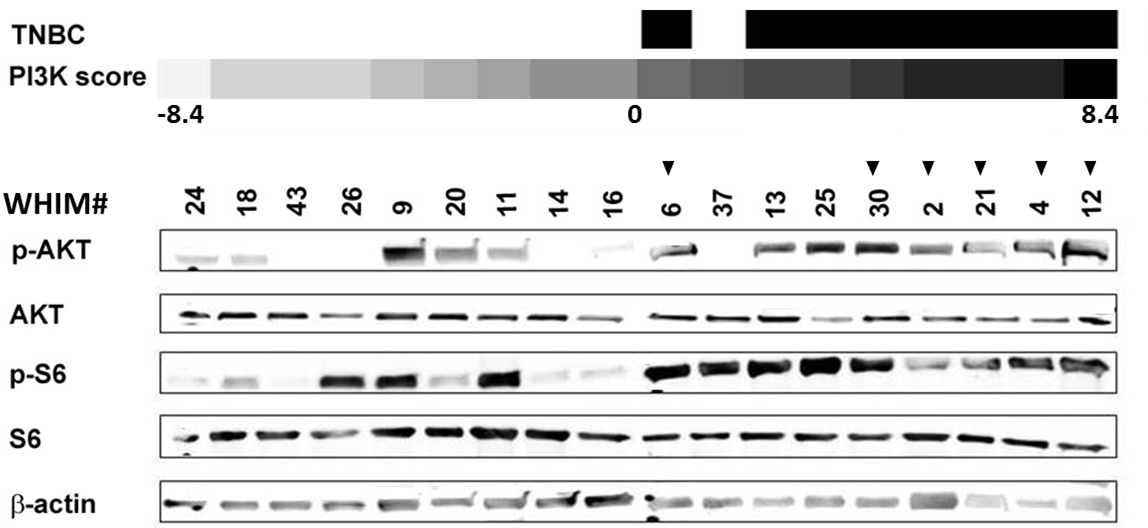 TNBC
PI3K score
-8.4 0 8.4
WHIM# 24 18 43 26 9 20 11 14 16 6 37 13 25 30 2 21 4 12
p-AKT
AKT
p-S6
S6
β-actin